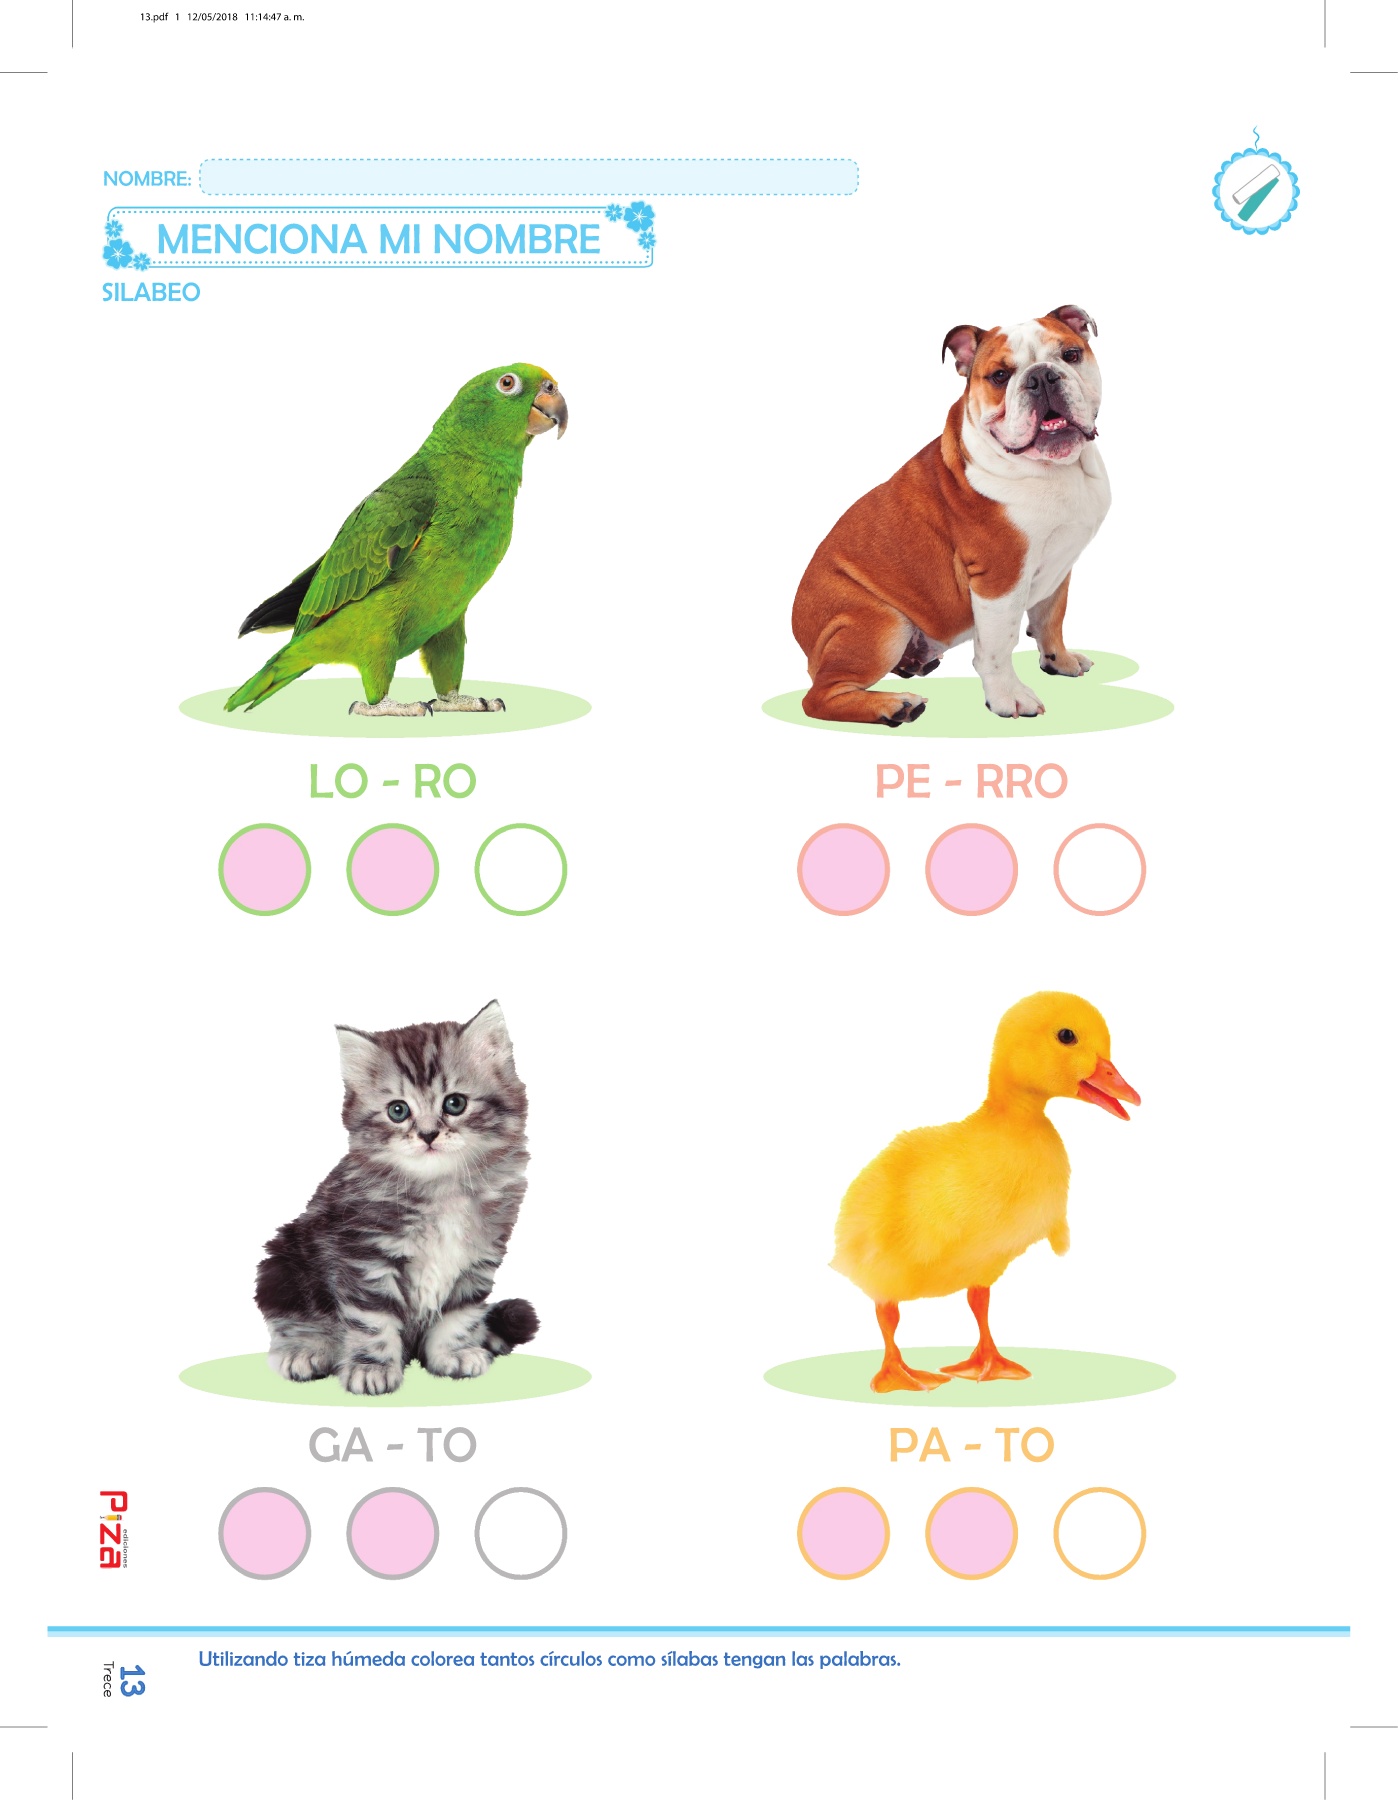 13.pdf 1 12/05/2018 11:14:47 a. m.
NOMBRE:
MENCIONA MI NOMBRE
SILABEO
LO - RO
PE - RRO
GA - TO
PA - TO
Piza
ediciones
Utilizando tiza húmeda colorea tantos círculos como sílabas tengan las palabras.
13
Trece